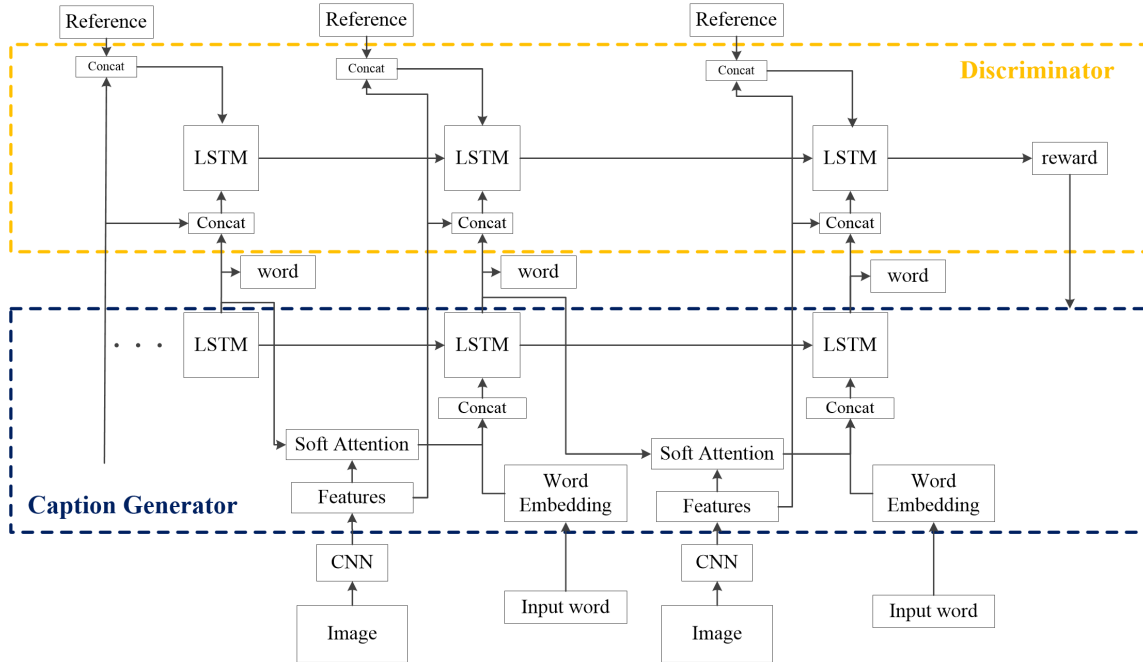 Reference
Reference
Reference
Concat
Concat
Concat
Discriminator
LSTM
LSTM
LSTM
reward
Concat
Concat
Concat
word
word
word
. . .
LSTM
LSTM
LSTM
Concat
Concat
Soft Attention
Soft Attention
Caption Generator
Features
Word
Embedding
Features
Word
Embedding
CNN
CNN
Image
Input word
Image
Input word